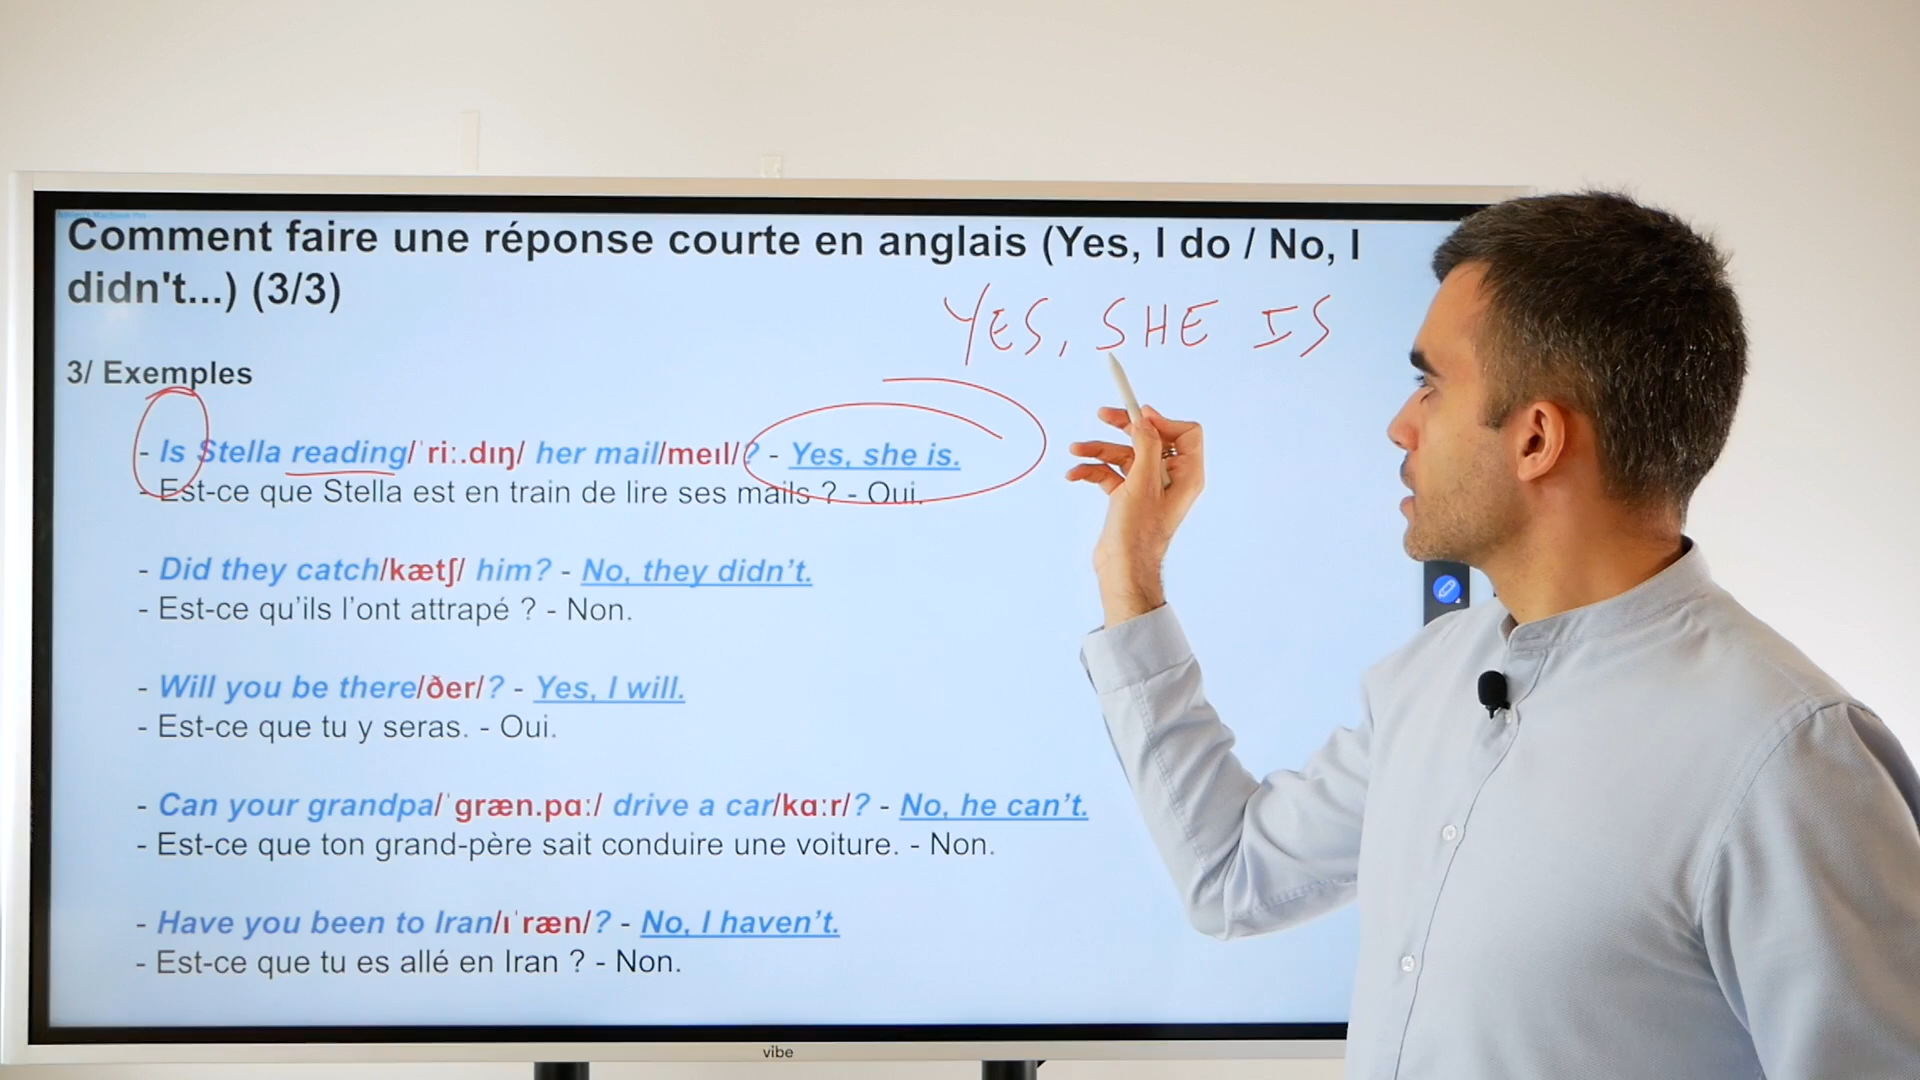 Adrien's MacBook Pro
Comment faire une réponse courte en anglais (Yes, I do / No, I
didn't...) (3/3)
YES, SHE IS
3/ Exemples
- Is Stella reading/ˈriː.dɪŋ/ her mail/meɪl/? - Yes, she is.
- Est-ce que Stella est en train de lire ses mails ? - Oui.
- Did they catch/kætʃ/ him? - No, they didn’t.
- Est-ce qu’ils l’ont attrapé ? - Non.
- Will you be there/ðer/? - Yes, I will.
- Est-ce que tu y seras. - Oui.
- Can your grandpa/ˈɡræn.pɑː/ drive a car/kɑːr/? - No, he can’t.
- Est-ce que ton grand-père sait conduire une voiture. - Non.
- Have you been to Iran/ɪˈræn/? - No, I haven’t.
- Est-ce que tu es allé en Iran ? - Non.
vibe